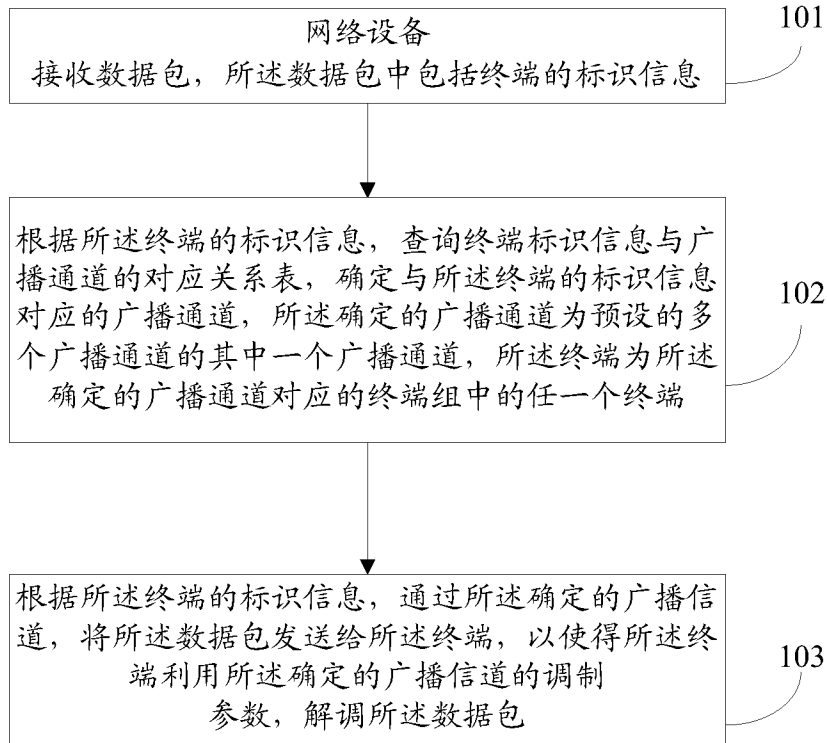 网络设备
接收数据包，所述数据包中包括终端的标识信息
101
根据所述终端的标识信息，查询终端标识信息与广
播通道的对应关系表，确定与所述终端的标识信息
对应的广播通道，所述确定的广播通道为预设的多
个广播通道的其中一个广播通道，所述终端为所述
确定的广播通道对应的终端组中的任一个终端
102
根据所述终端的标识信息，通过所述确定的广播信
道，将所述数据包发送给所述终端，以使得所述终
端利用所述确定的广播信道的调制
参数，解调所述数据包
103